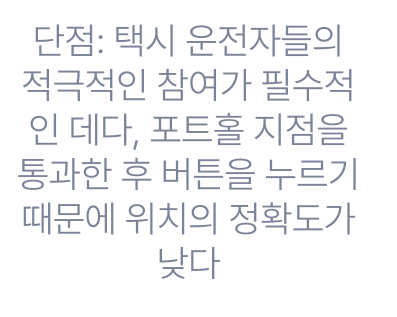 단점: 택시 운전자들의
적극적인 참여가 필수적
인 데다, 포트홀 지점을
통과한 후 버튼을 누르기
때문에 위치의 정확도가
낮다